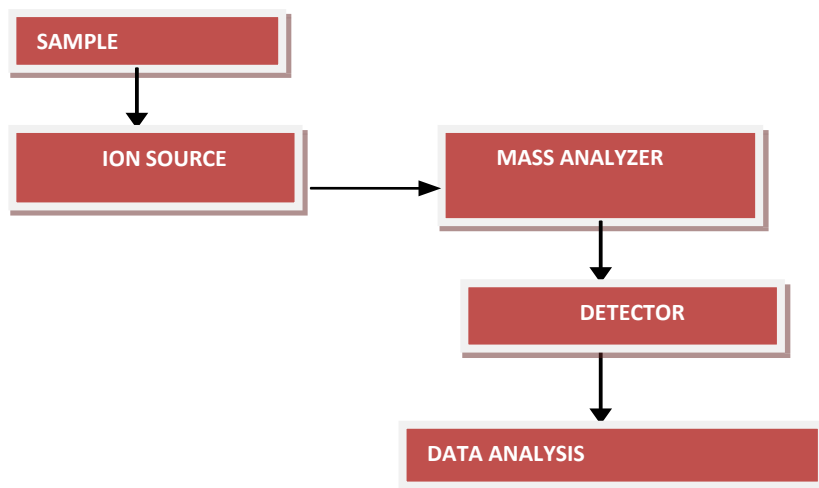 SAMPLE
ION SOURCE
MASS ANALYZER
DETECTOR
DATA ANALYSIS